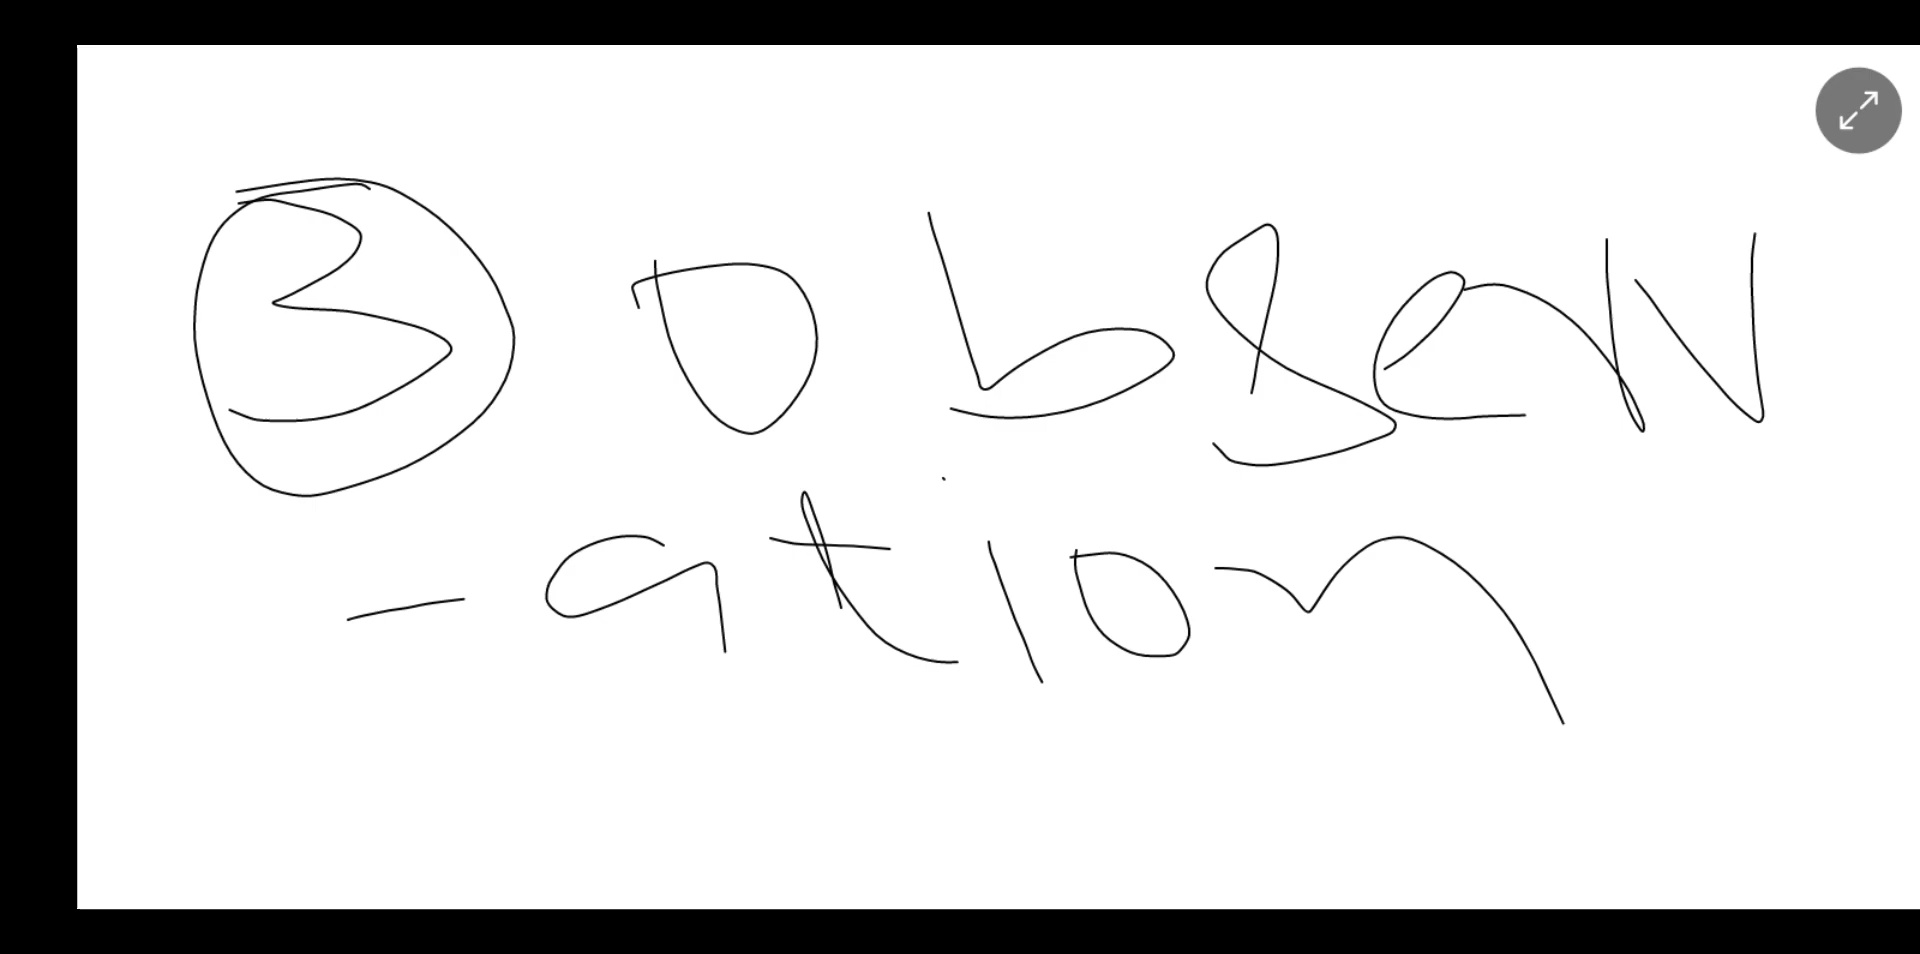 ③ observ
-ation